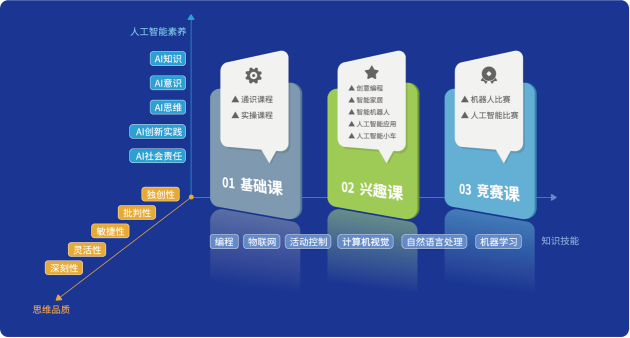 人工智能素养
AI知识
AI意识
AI思维
AI创新实践
AI社会责任
独创性
批判性
敏捷性
灵活性
深刻性
思维品质
▲ 通识课程
▲ 实操课程
01 基础课
▲ 创意编程
▲ 智能家居
▲ 智能机器人
▲ 人工智能应用
▲ 人工智能小车
02 兴趣课
▲ 机器人比赛
▲ 人工智能比赛
03 竞赛课
编程
物联网
活动控制
计算机视觉
自然语言处理
机器学习
知识技能